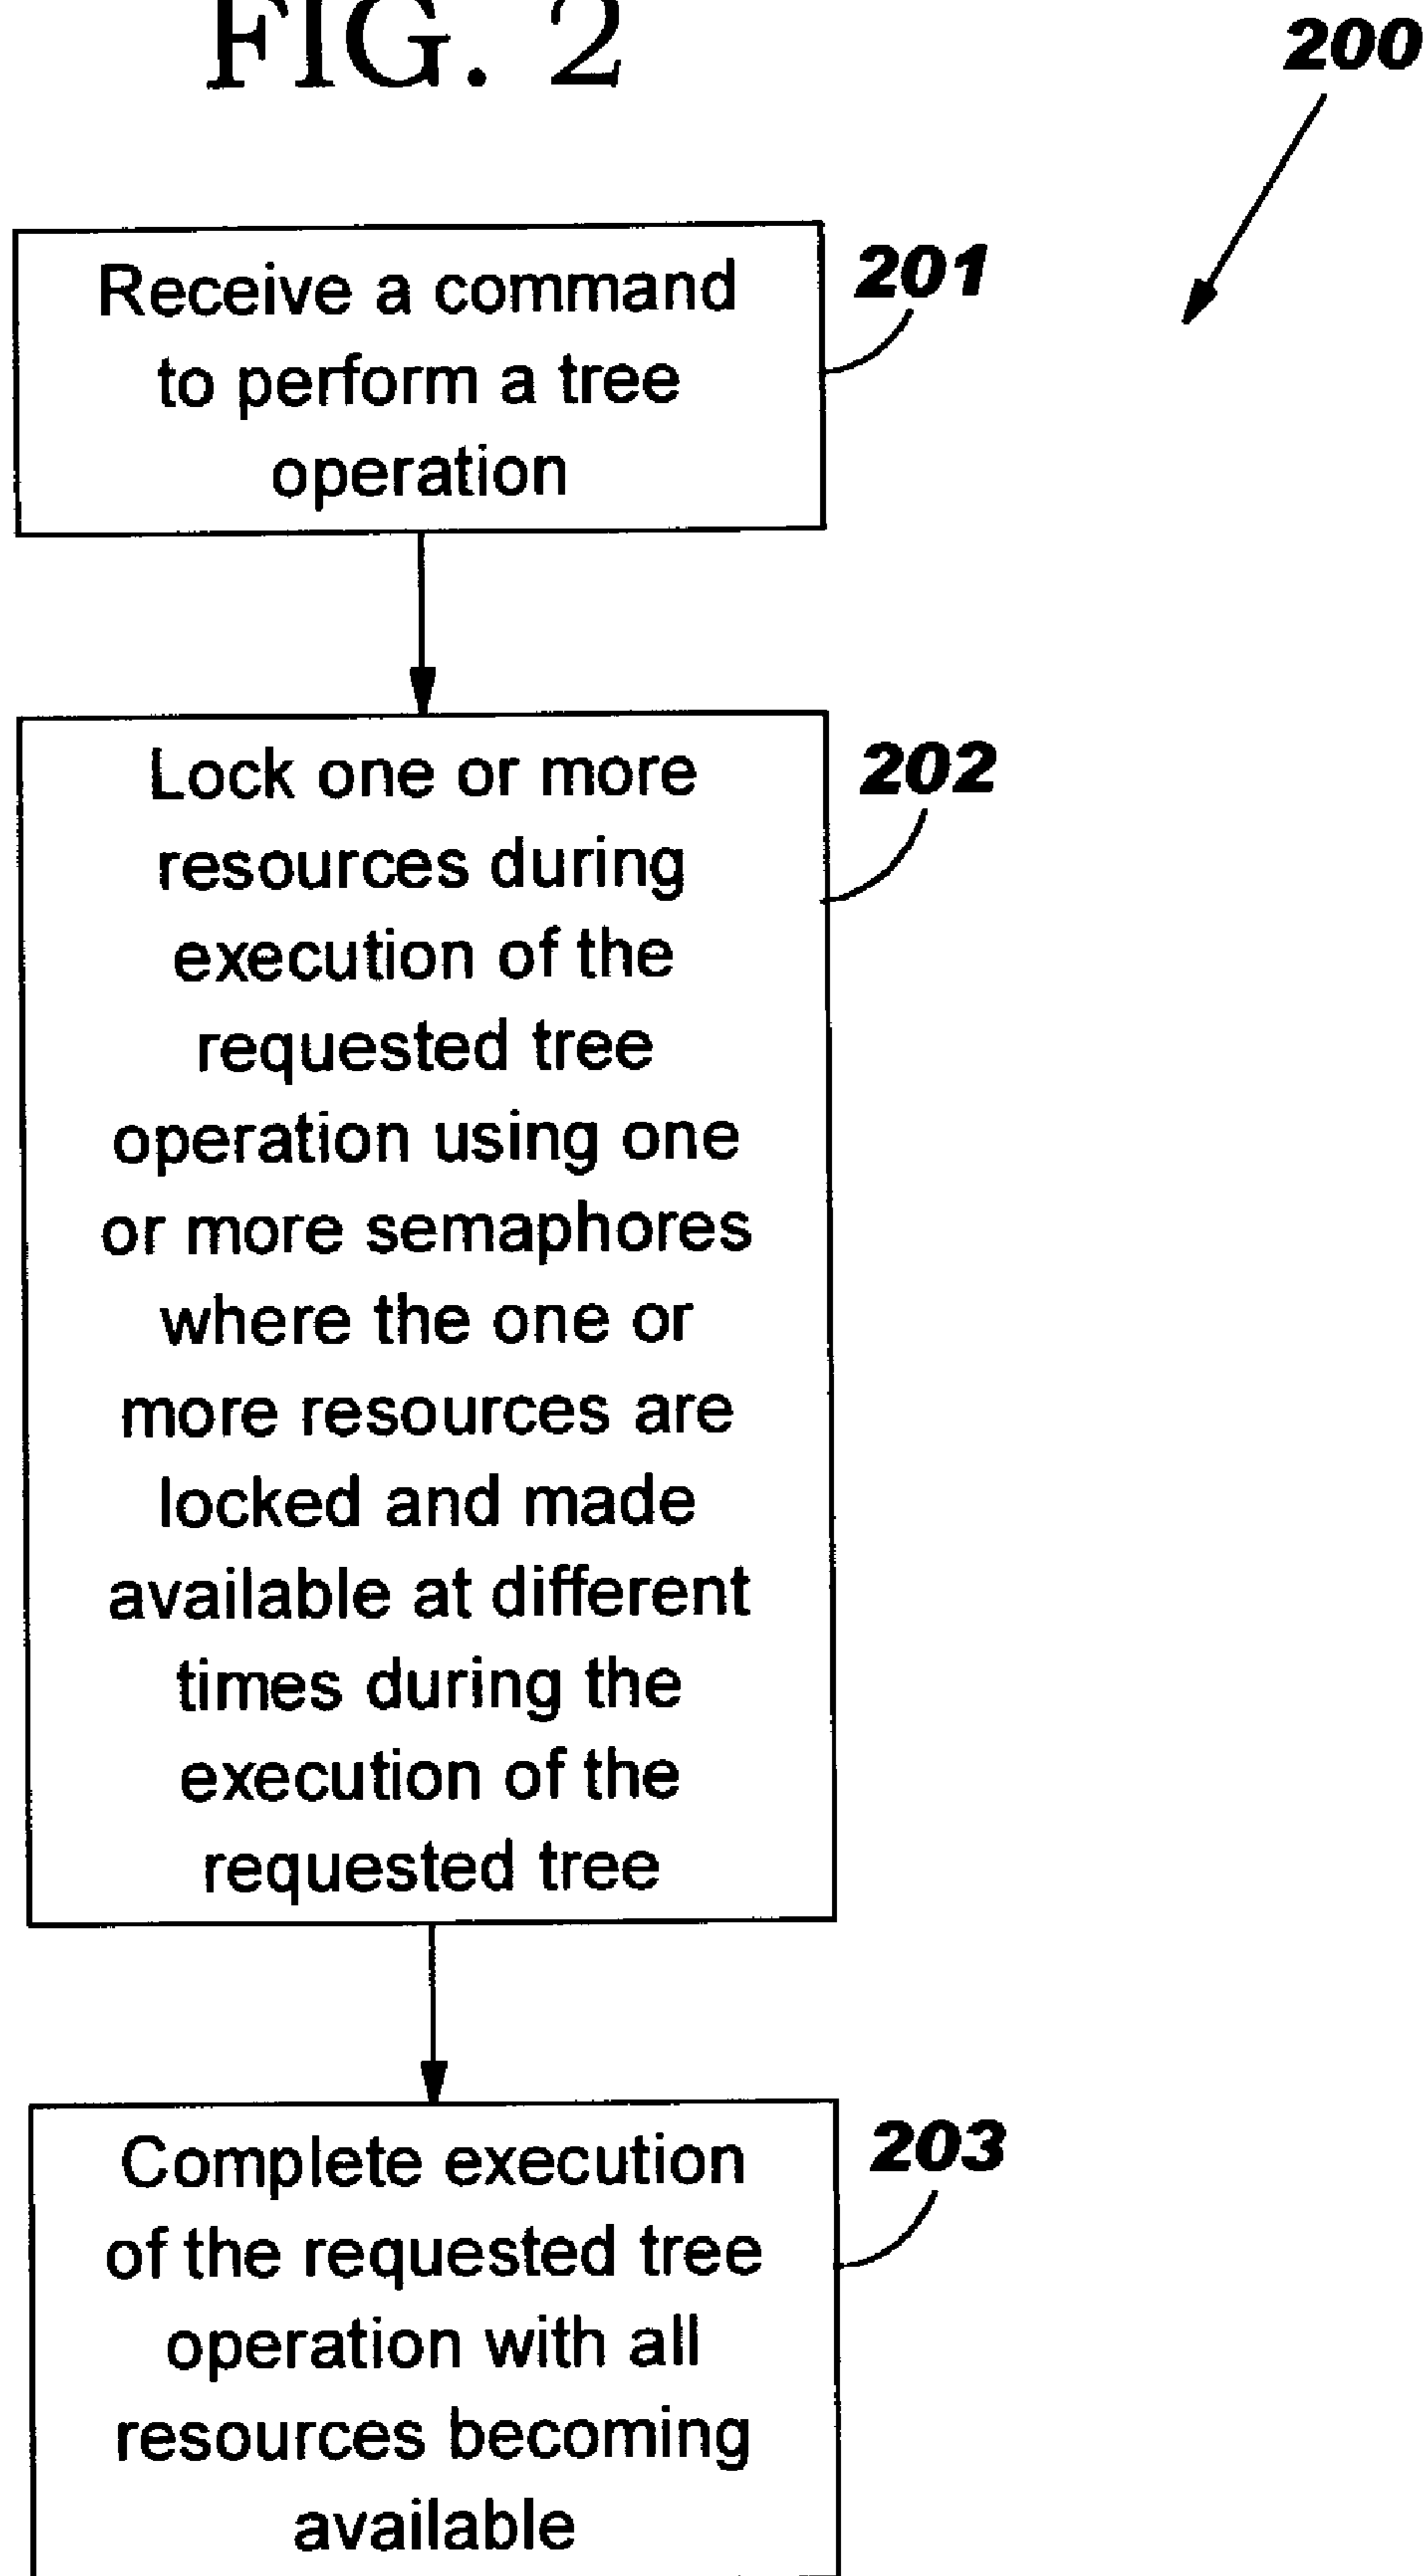 FIG. 2
200
Receive a command
to perform a tree
operation
201
Lock one or more
resources during
execution of the
requested tree
operation using one
or more semaphores
where the one or
more resources are
locked and made
available at different
times during the
execution of the
requested tree
202
Complete execution
of the requested tree
operation with all
resources becoming
available
203